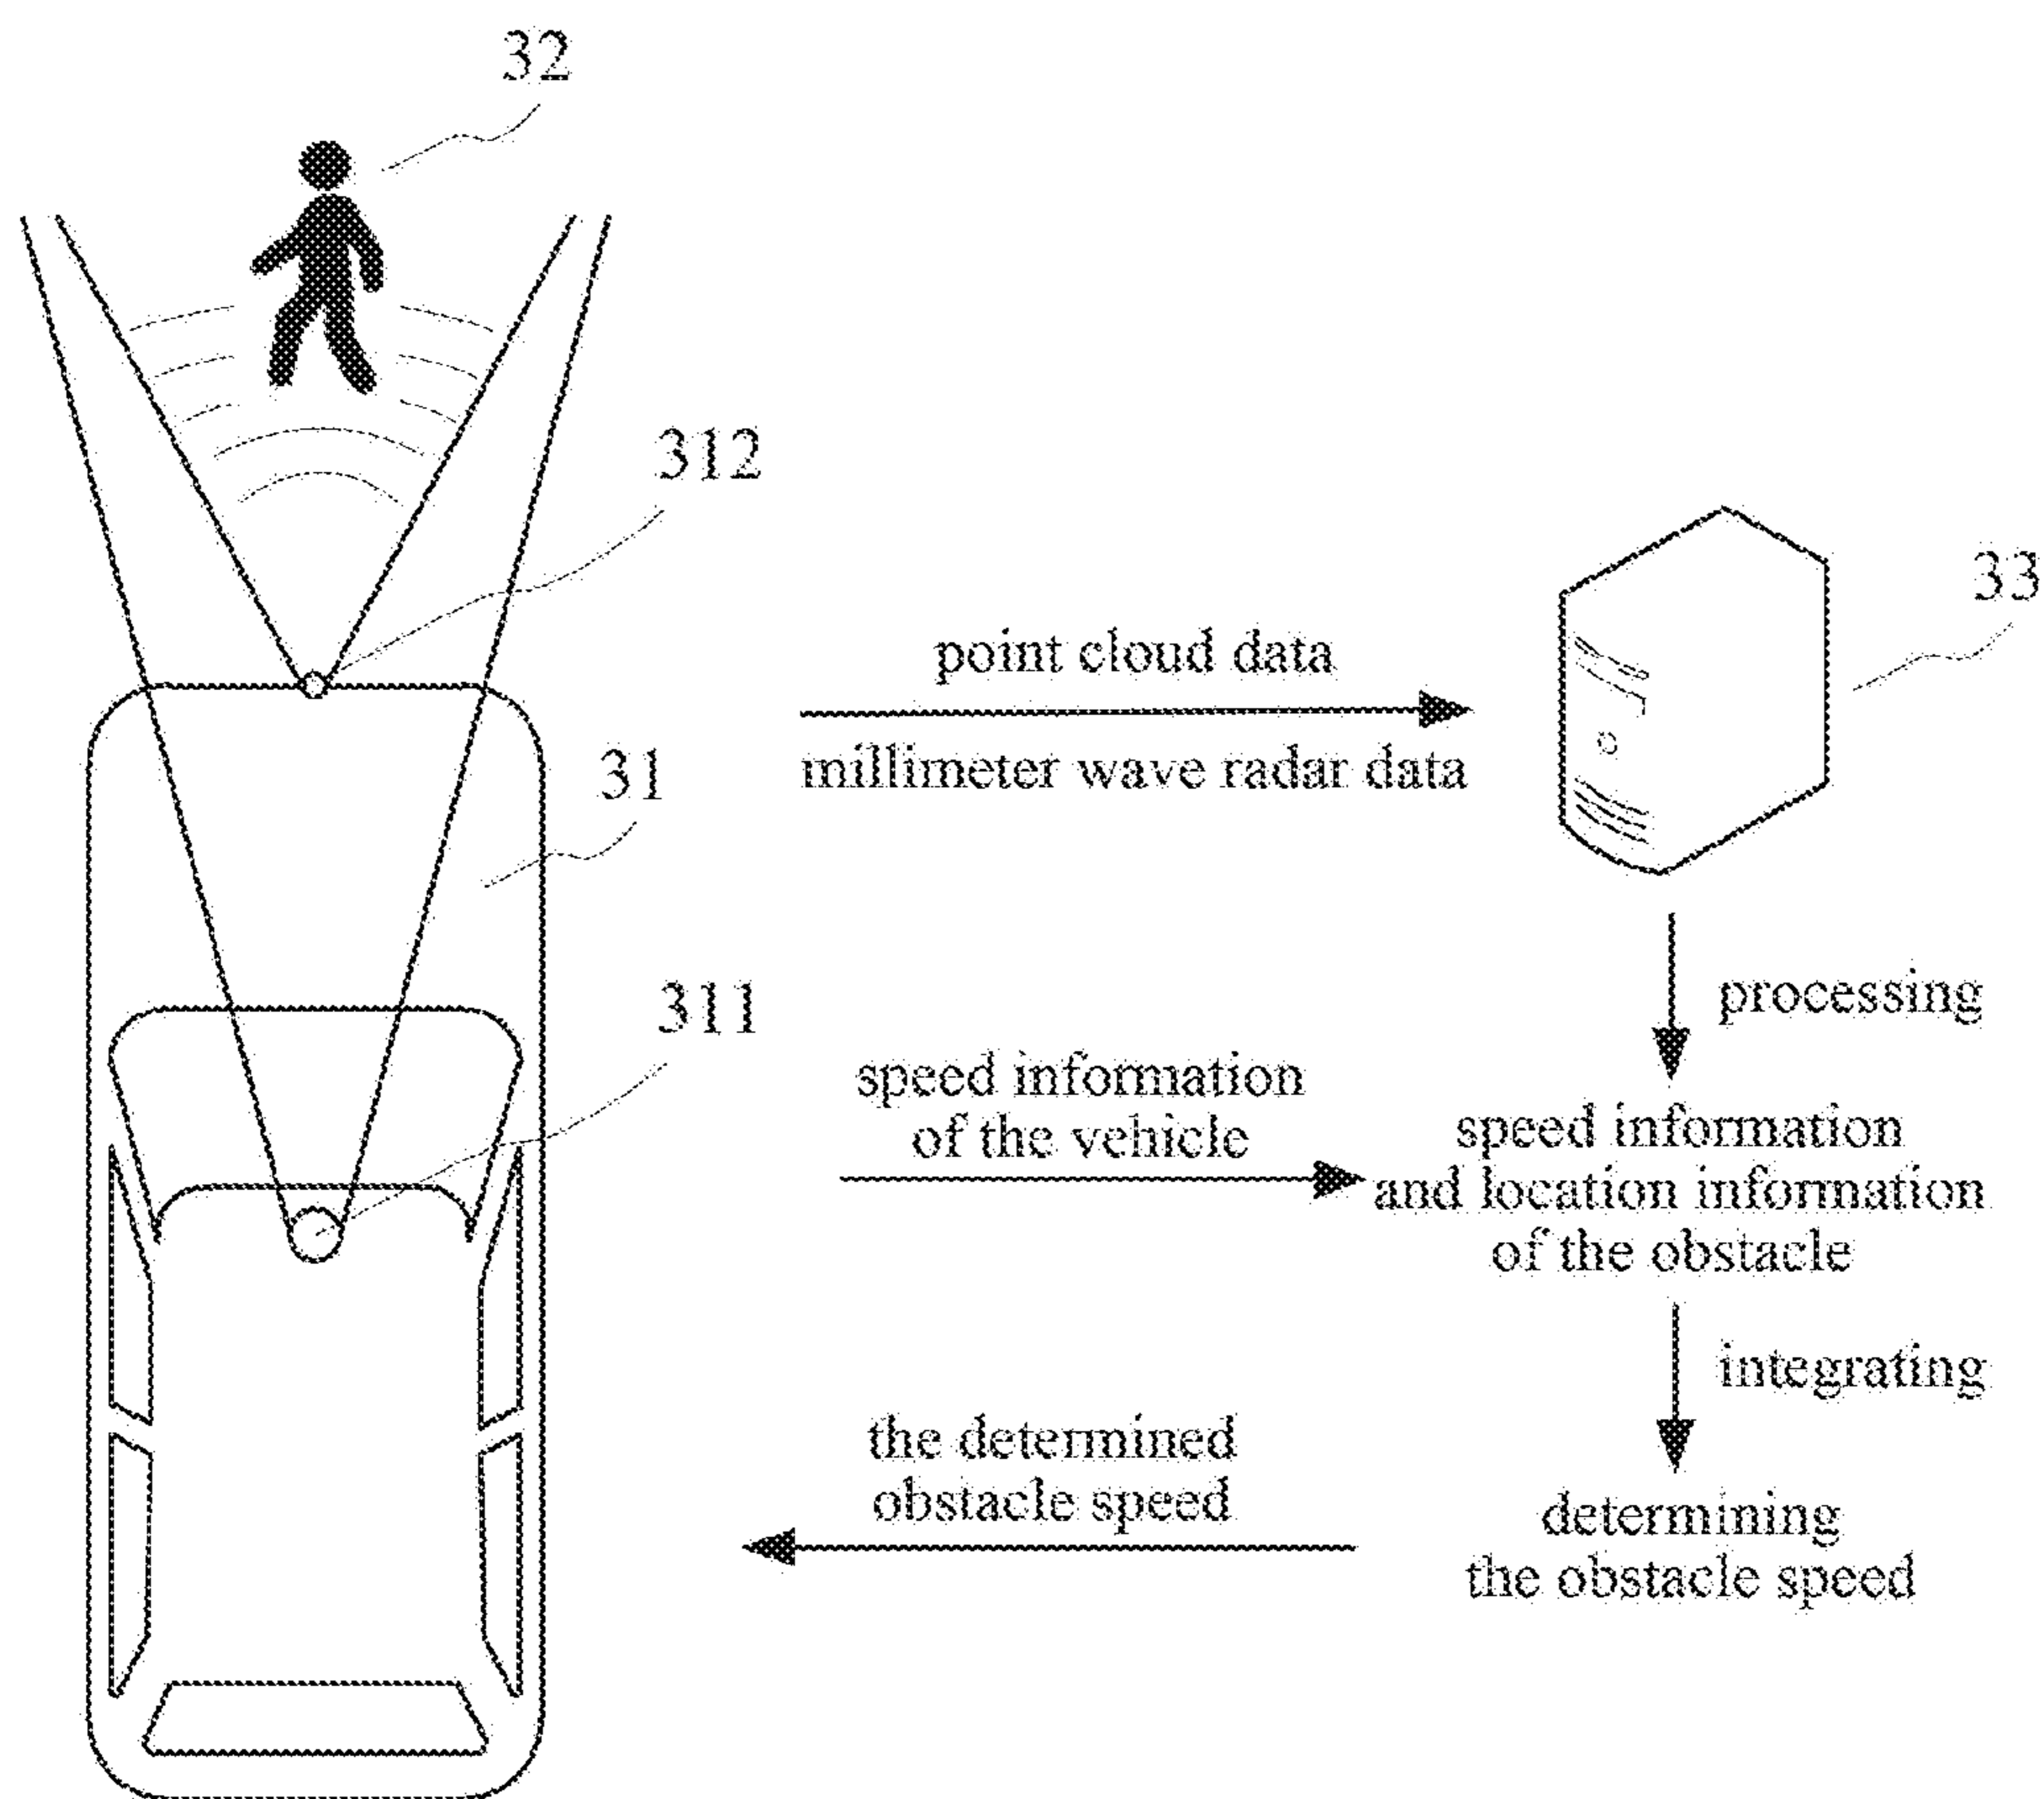 32
312
33
point cloud data
millimeter wave radar data
31
processing
311
speed information
of the vehicle
speed information
and location information
of the obstacle
integrating
the determined
obstacle speed
determining
the obstacle speed